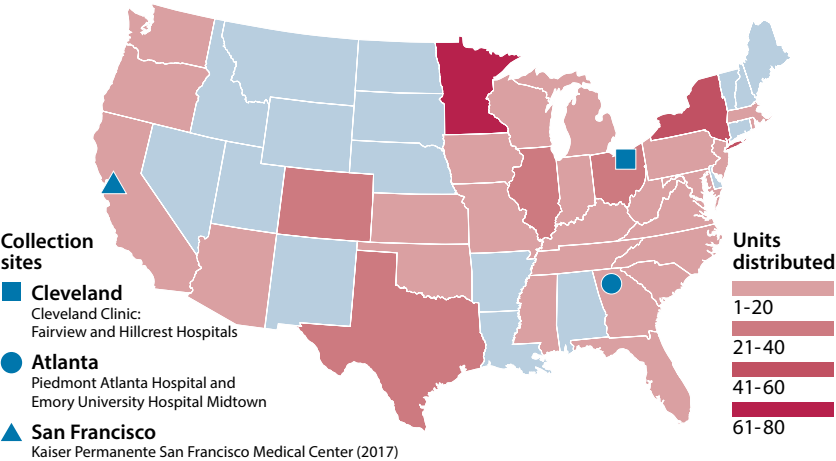 Collection
sites
Cleveland
Cleveland Clinic:
Fairview and Hillcrest Hospitals
Atlanta
Piedmont Atlanta Hospital and
Emory University Hospital Midtown
San Francisco
Kaiser Permanente San Francisco Medical Center (2017)
Units
distributed
1-20
21-40
41-60
61-80